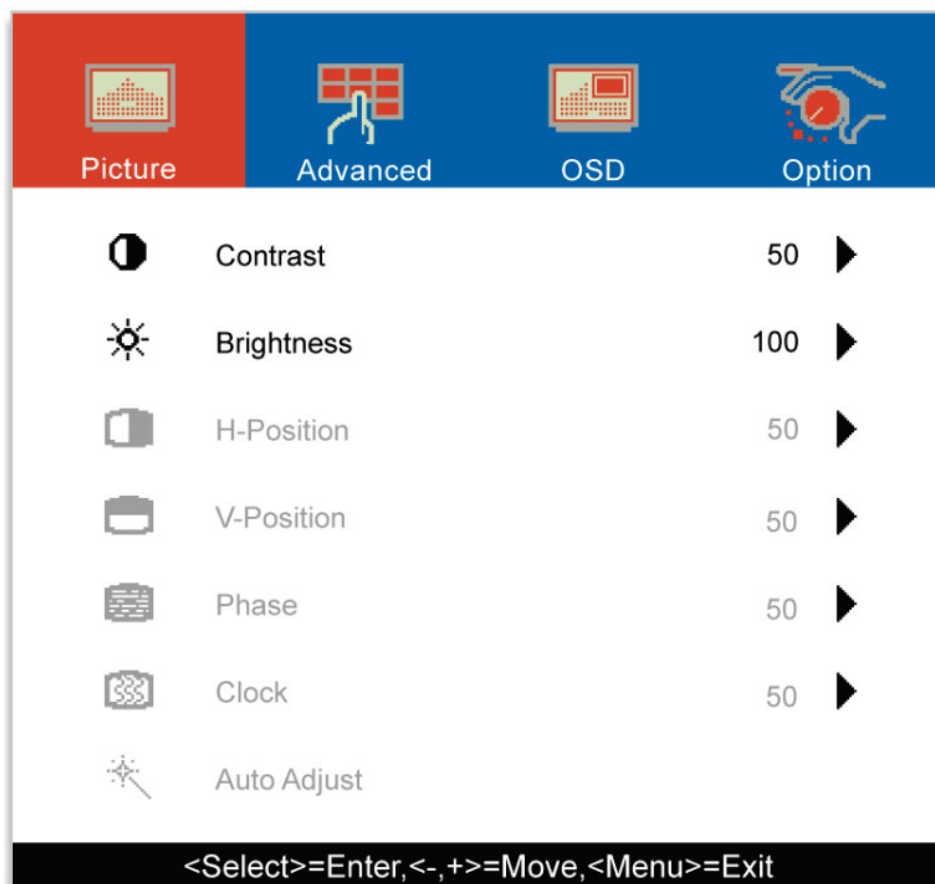 Picture Advanced OSD Option
Contrast 50
Brightness 100
H-Position 50
V-Position 50
Phase 50
Clock 50
Auto Adjust
<Select>=Enter,<-,+>=Move,<Menu>=Exit